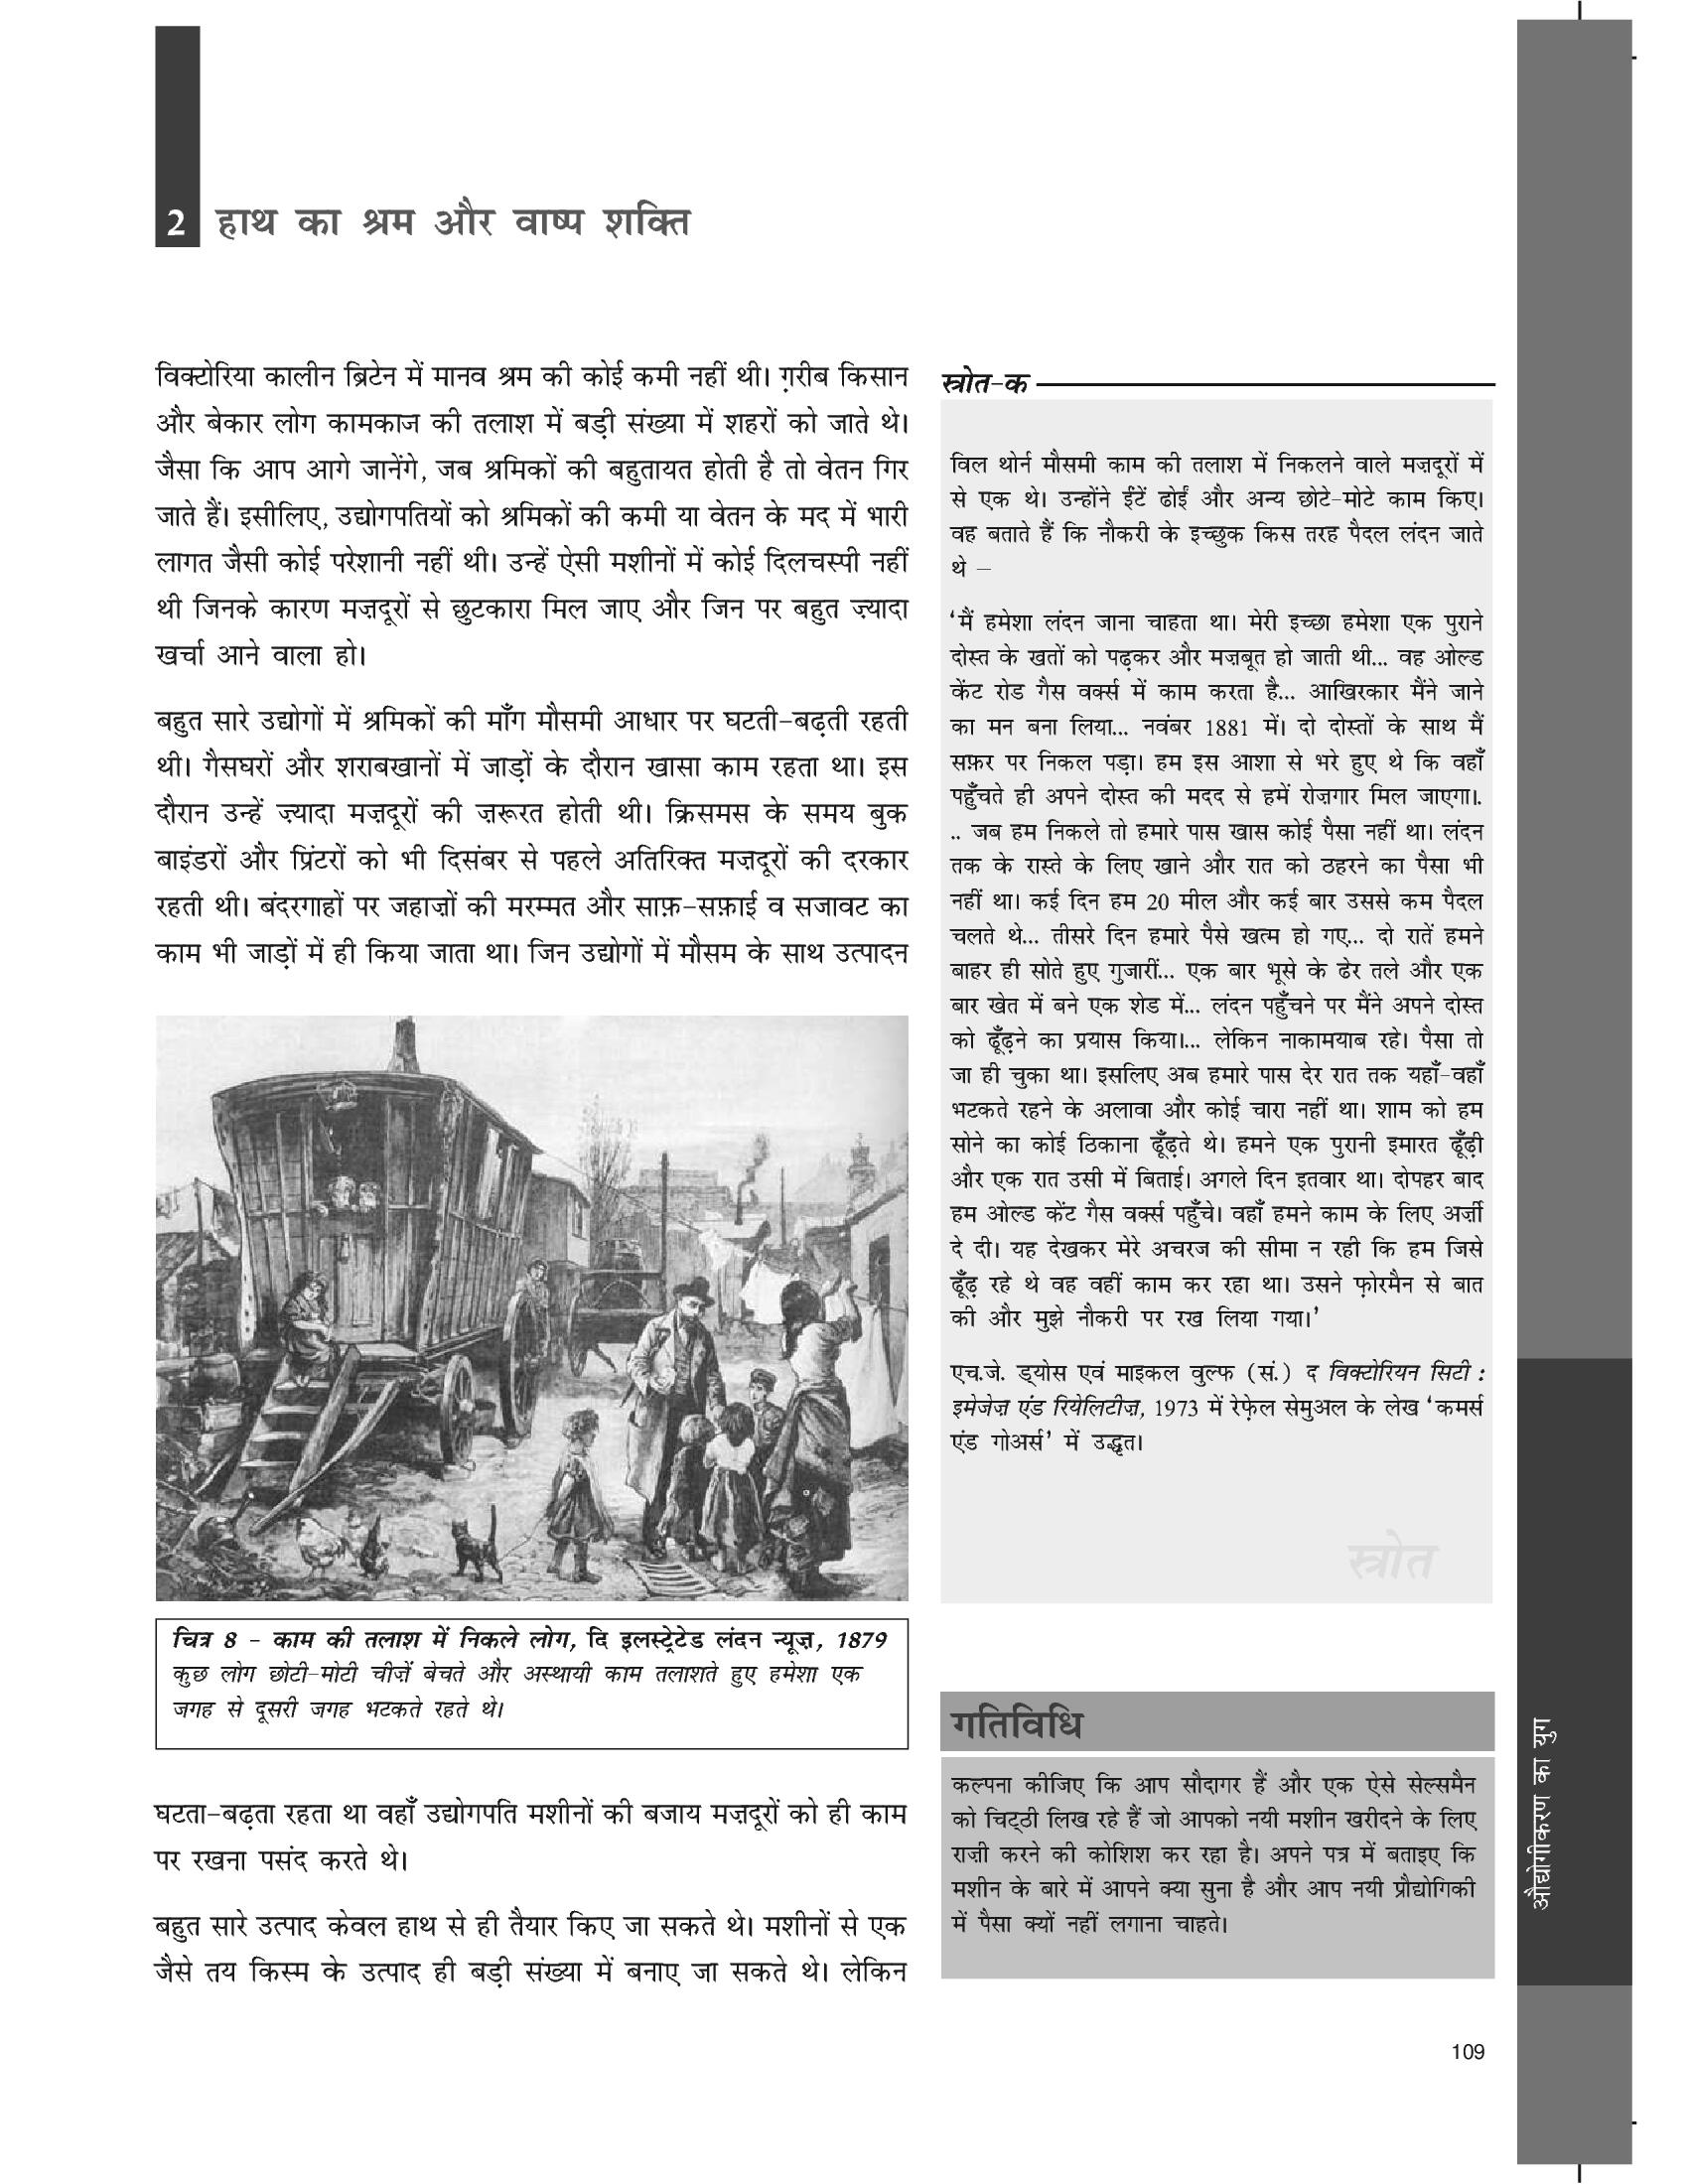 2 हाथ का श्रम और वाष्प शक्ति
विक्टोरिया कालीन ब्रिटेन में मानव श्रम की कोई कमी नहीं थी। ग़रीब किसान
और बेकार लोग कामकाज की तलाश में बड़ी संख्या में शहरों को जाते थे।
जैसा कि आप आगे जानेंगे, जब श्रमिकों की बहुतायत होती है तो वेतन गिर
जाते हैं। इसीलिए, उद्योगपतियों को श्रमिकों की कमी या वेतन के मद में भारी
लागत जैसी कोई परेशानी नहीं थी। उन्हें ऐसी मशीनों में कोई दिलचस्पी नहीं
थी जिनके कारण मज़दूरों से छुटकारा मिल जाए और जिन पर बहुत ज़्यादा
खर्चा आने वाला हो।
बहुत सारे उद्योगों में श्रमिकों की माँग मौसमी आधार पर घटती-बढ़ती रहती
थी। गैसघरों और शराबखानों में जाड़ों के दौरान खासा काम रहता था। इस
दौरान उन्हें ज़्यादा मज़दूरों की ज़रूरत होती थी। क्रिसमस के समय बुक
बाइंडरों और प्रिंटरों को भी दिसंबर से पहले अतिरिक्त मज़दूरों की दरकार
रहती थी। बंदरगाहों पर जहाज़ों की मरम्मत और साफ़-सफ़ाई व सजावट का
काम भी जाड़ों में ही किया जाता था। जिन उद्योगों में मौसम के साथ उत्पादन
चित्र 8 - काम की तलाश में निकले लोग, दि इलस्ट्रेटेड लंदन न्यूज़, 1879
कुछ लोग छोटी-मोटी चीज़ें बेचते और अस्थायी काम तलाशते हुए हमेशा एक
जगह से दूसरी जगह भटकते रहते थे।
घटता-बढ़ता रहता था वहाँ उद्योगपति मशीनों की बजाय मज़दूरों को ही काम
पर रखना पसंद करते थे।
बहुत सारे उत्पाद केवल हाथ से ही तैयार किए जा सकते थे। मशीनों से एक
जैसे तय किस्म के उत्पाद ही बड़ी संख्या में बनाए जा सकते थे। लेकिन
स्रोत-क
विल थोर्न मौसमी काम की तलाश में निकलने वाले मज़दूरों में
से एक थे। उन्होंने ईंटें ढोईं और अन्य छोटे-मोटे काम किए।
वह बताते हैं कि नौकरी के इच्छुक किस तरह पैदल लंदन जाते
थे –
‘मैं हमेशा लंदन जाना चाहता था। मेरी इच्छा हमेशा एक पुराने
दोस्त के खतों को पढ़कर और मज़बूत हो जाती थी... वह ओल्ड
केंट रोड गैस वर्क्स में काम करता है... आखिरकार मैंने जाने
का मन बना लिया... नवंबर 1881 में। दो दोस्तों के साथ मैं
सफ़र पर निकल पड़ा। हम इस आशा से भरे हुए थे कि वहाँ
पहुँचते ही अपने दोस्त की मदद से हमें रोज़गार मिल जाएगा।.
.. जब हम निकले तो हमारे पास खास कोई पैसा नहीं था। लंदन
तक के रास्ते के लिए खाने और रात को ठहरने का पैसा भी
नहीं था। कई दिन हम 20 मील और कई बार उससे कम पैदल
चलते थे... तीसरे दिन हमारे पैसे खत्म हो गए... दो रातें हमने
बाहर ही सोते हुए गुजारीं... एक बार भूसे के ढेर तले और एक
बार खेत में बने एक शेड में... लंदन पहुँचने पर मैंने अपने दोस्त
को ढूँढ़ने का प्रयास किया।... लेकिन नाकामयाब रहे। पैसा तो
जा ही चुका था। इसलिए अब हमारे पास देर रात तक यहाँ-वहाँ
भटकते रहने के अलावा और कोई चारा नहीं था। शाम को हम
सोने का कोई ठिकाना ढूँढ़ते थे। हमने एक पुरानी इमारत ढूँढ़ी
और एक रात उसी में बिताई। अगले दिन इतवार था। दोपहर बाद
हम ओल्ड केंट गैस वर्क्स पहुँचे। वहाँ हमने काम के लिए अर्ज़ी
दे दी। यह देखकर मेरे अचरज की सीमा न रही कि हम जिसे
ढूँढ़ रहे थे वह वहीं काम कर रहा था। उसने फ़ोरमैन से बात
की और मुझे नौकरी पर रख लिया गया।’
एच.जे. ड्योस एवं माइकल वुल्फ (सं.) द विक्टोरियन सिटी :
इमेजेज़ एंड रियेलिटीज़, 1973 में रेफ़ेल सेमुअल के लेख ‘कमर्स
एंड गोअर्स’ में उद्धृत।
स्रोत
गतिविधि
कल्पना कीजिए कि आप सौदागर हैं और एक ऐसे सेल्समैन
को चिट्ठी लिख रहे हैं जो आपको नयी मशीन खरीदने के लिए
राज़ी करने की कोशिश कर रहा है। अपने पत्र में बताइए कि
मशीन के बारे में आपने क्या सुना है और आप नयी प्रौद्योगिकी
में पैसा क्यों नहीं लगाना चाहते।
औद्योगीकरण का युग
109